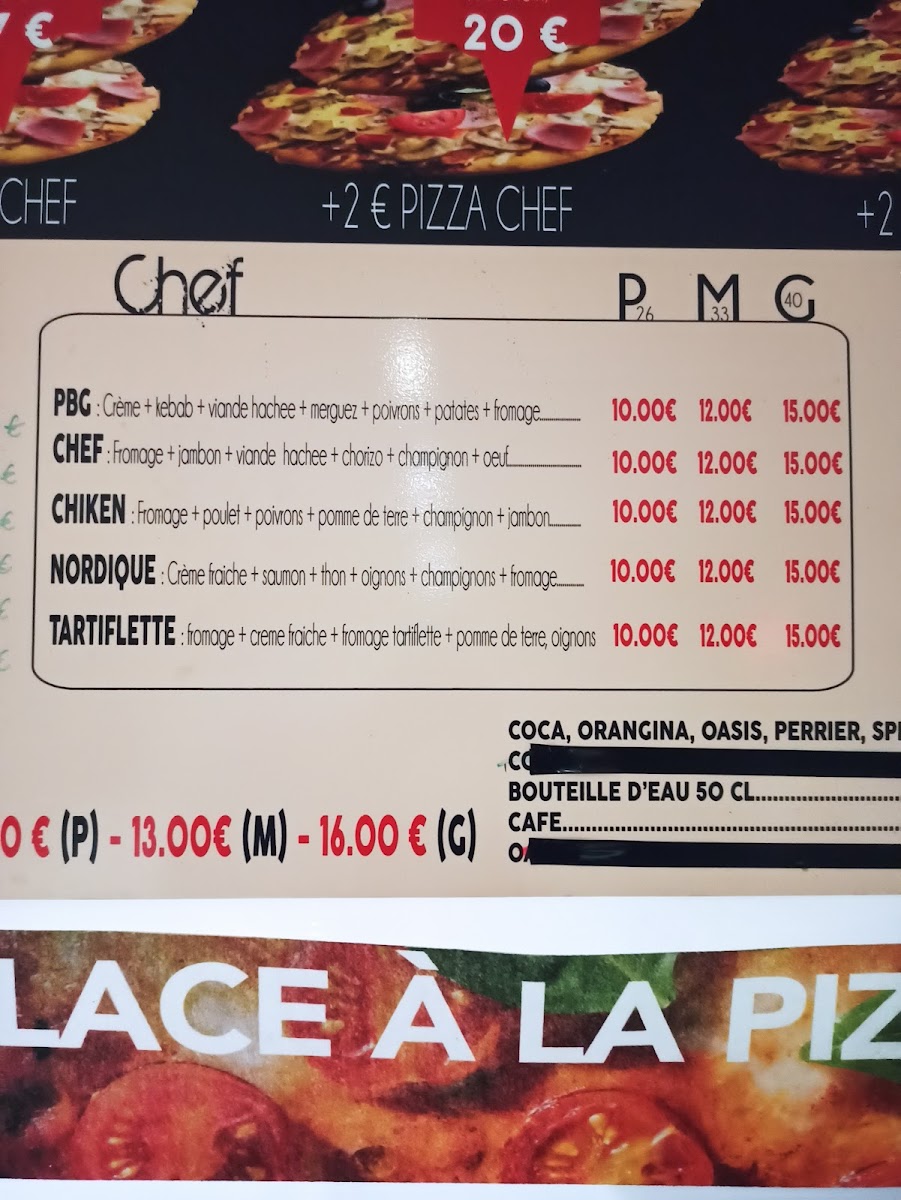 7 €
20 €
CHEF
+2 € PIZZA CHEF
+2
Chef
P 26 M 33 G 40
PBG : Crème + kebab + viande hachee + merguez + poivrons + patates + fromage............... 10.00€ 12.00€ 15.00€
CHEF : Fromage + jambon + viande hachee + chorizo + champignon + oeuf............... 10.00€ 12.00€ 15.00€
CHIKEN : Fromage + poulet + poivrons + pomme de terre + champignon + jambon............ 10.00€ 12.00€ 15.00€
NORDIQUE : Crème fraiche + saumon + thon + oignons + champignons + fromage.......... 10.00€ 12.00€ 15.00€
TARTIFLETTE : fromage + creme fraiche + fromage tartiflette + pomme de terre, oignons 10.00€ 12.00€ 15.00€
€
€
€
€
€
€
COCA, ORANGINA, OASIS, PERRIER, SP
CO
BOUTEILLE D'EAU 50 CL.......................
CAFE.....................................................
O
0 € (P) - 13.00€ (M) - 16.00 € (G)
LACE À LA PIZ